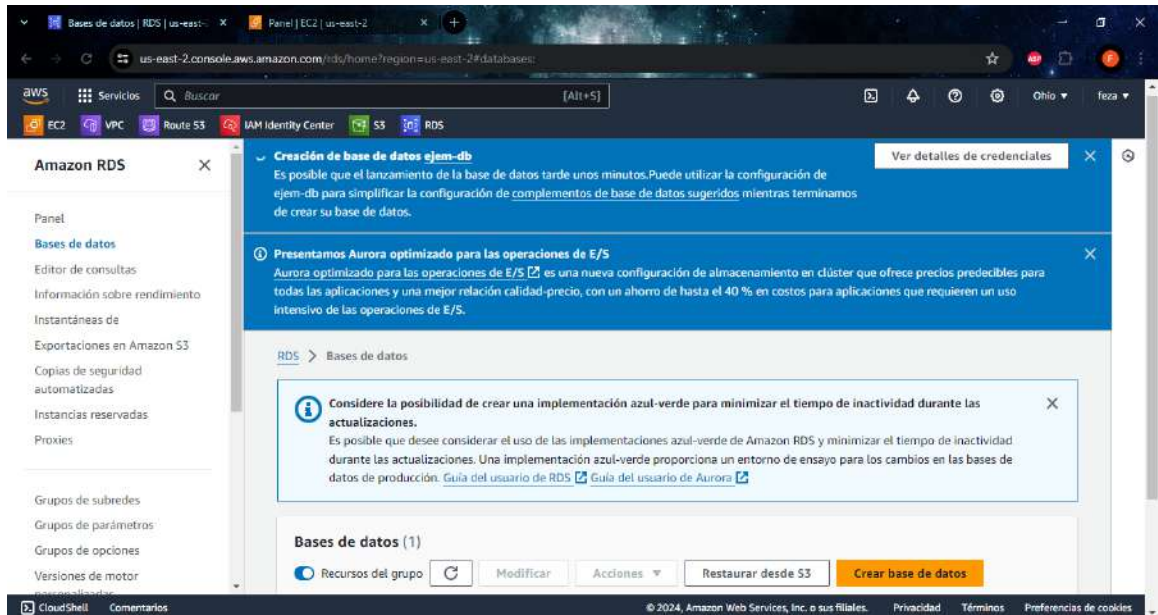 Bases de datos | RDS | us-east-
Panel | EC2 | us-east-2
us-east-2.console.aws.amazon.com/rds/home?region=us-east-2#databases:
ABP
F
aws
Servicios
Buscar
[Alt+S]
Ohio
feza
EC2
VPC
Route 53
IAM Identity Center
S3
RDS
Amazon RDS
Panel
Bases de datos
Editor de consultas
Información sobre rendimiento
Instantáneas de
Exportaciones en Amazon S3
Copias de seguridad
automatizadas
Instancias reservadas
Proxies
Grupos de subredes
Grupos de parámetros
Grupos de opciones
Versiones de motor
personalizadas
Creación de base de datos ejem-db
Ver detalles de credenciales
Es posible que el lanzamiento de la base de datos tarde unos minutos.Puede utilizar la configuración de
ejem-db para simplificar la configuración de complementos de base de datos sugeridos mientras terminamos
de crear su base de datos.
Presentamos Aurora optimizado para las operaciones de E/S
Aurora optimizado para las operaciones de E/S es una nueva configuración de almacenamiento en clúster que ofrece precios predecibles para
todas las aplicaciones y una mejor relación calidad-precio, con un ahorro de hasta el 40 % en costos para aplicaciones que requieren un uso
intensivo de las operaciones de E/S.
RDS > Bases de datos
Considere la posibilidad de crear una implementación azul-verde para minimizar el tiempo de inactividad durante las
actualizaciones.
Es posible que desee considerar el uso de las implementaciones azul-verde de Amazon RDS y minimizar el tiempo de inactividad
durante las actualizaciones. Una implementación azul-verde proporciona un entorno de ensayo para los cambios en las bases de
datos de producción. Guía del usuario de RDS Guía del usuario de Aurora
Bases de datos (1)
Recursos del grupo
Modificar
Acciones
Restaurar desde S3
Crear base de datos
CloudShell
Comentarios
© 2024, Amazon Web Services, Inc. o sus filiales.
Privacidad
Términos
Preferencias de cookies